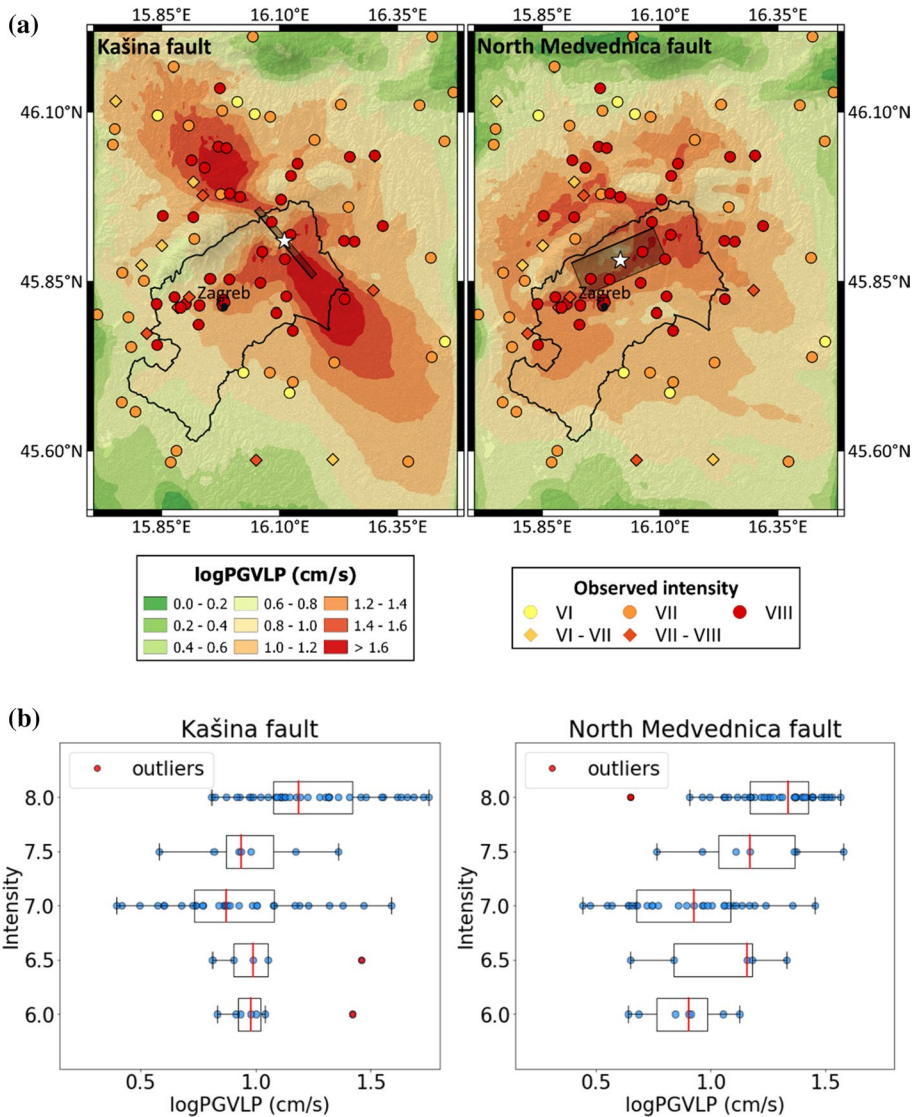 (a)
15.85°E 16.10°E 16.35°E 15.85°E 16.10°E 16.35°E
Kašina fault North Medvednica fault
46.10°N 46.10°N
45.85°N 45.85°N
Zagreb Zagreb
45.60°N 45.60°N
15.85°E 16.10°E 16.35°E 15.85°E 16.10°E 16.35°E
logPGVLP (cm/s)
0.0 - 0.2 0.6 - 0.8 1.2 - 1.4
0.2 - 0.4 0.8 - 1.0 1.4 - 1.6
0.4 - 0.6 1.0 - 1.2 > 1.6
Observed intensity
VI VII VIII
VI - VII VII - VIII
(b)
Kašina fault
outliers
8.0
7.5
7.0
6.5
6.0
Intensity
0.5 1.0 1.5
logPGVLP (cm/s)
North Medvednica fault
outliers
8.0
7.5
7.0
6.5
6.0
Intensity
0.5 1.0 1.5
logPGVLP (cm/s)